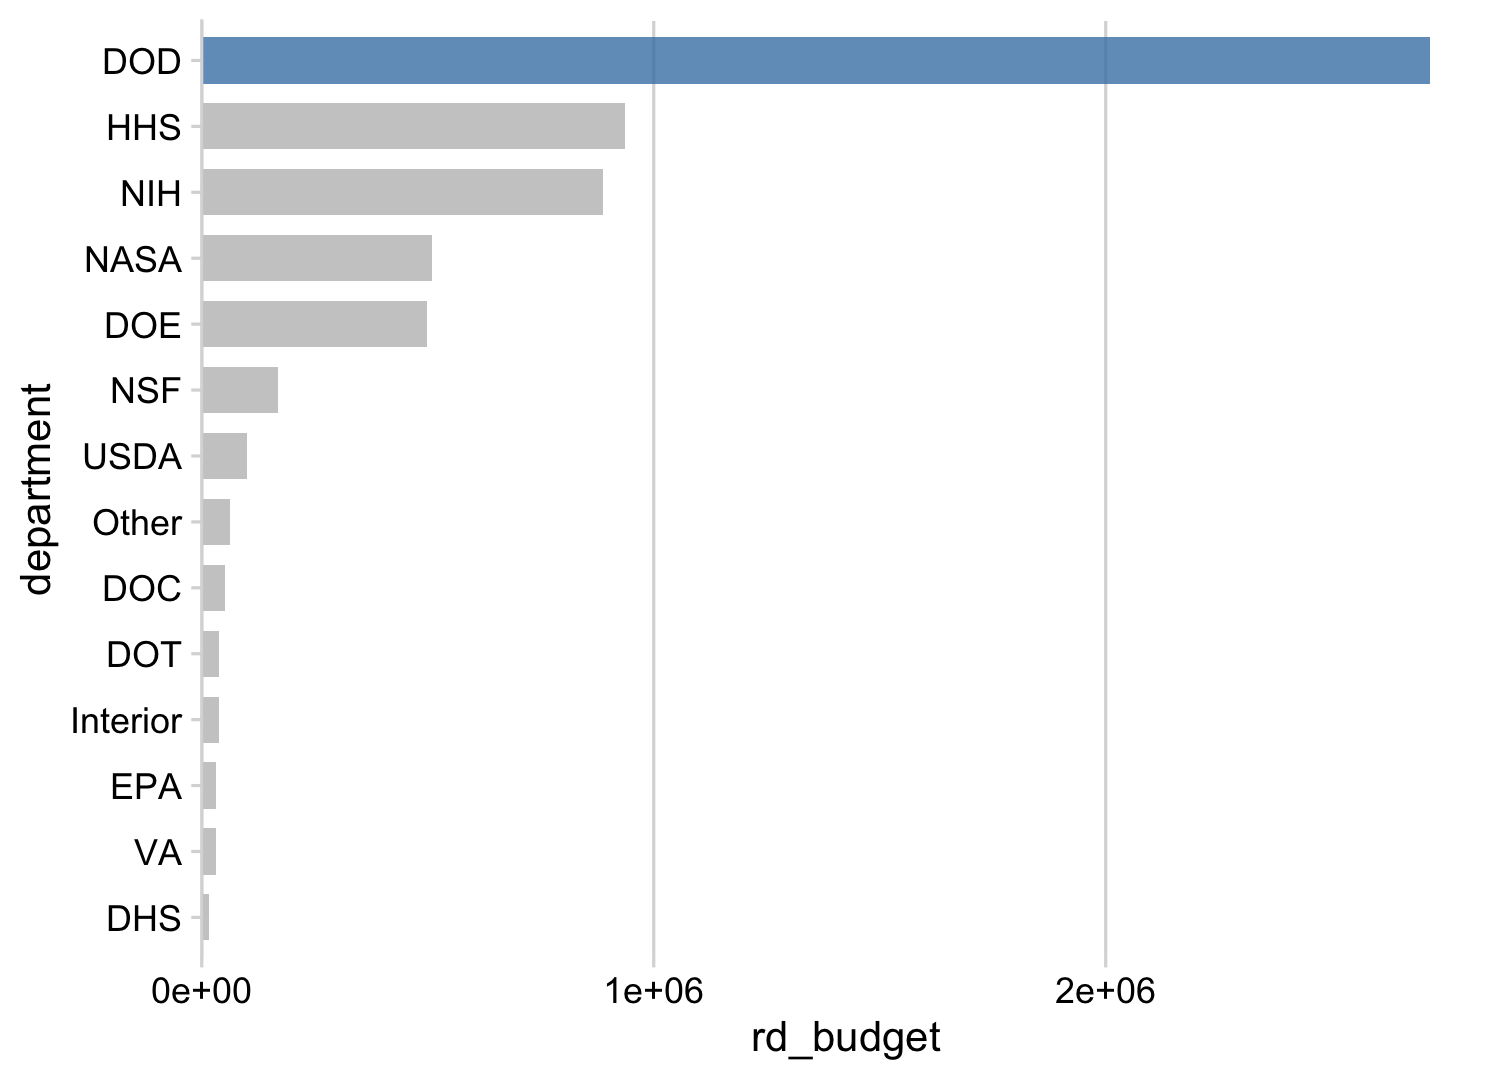 DOD
HHS
NIH
NASA
DOE
NSF
USDA
Other
DOC
DOT
Interior
EPA
VA
DHS
department
0e+00 1e+06 2e+06
rd_budget